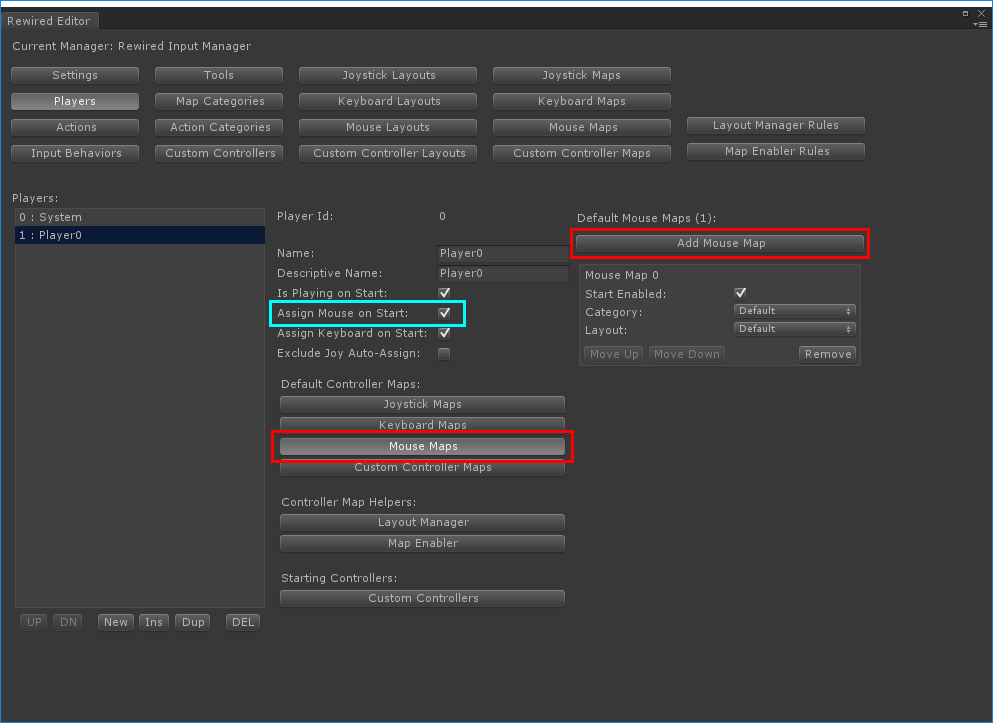 Rewired Editor
Current Manager: Rewired Input Manager
Settings Tools Joystick Layouts Joystick Maps
Players Map Categories Keyboard Layouts Keyboard Maps
Actions Action Categories Mouse Layouts Mouse Maps Layout Manager Rules
Input Behaviors Custom Controllers Custom Controller Layouts Custom Controller Maps Map Enabler Rules
Players:
0 : System
1 : Player0
UP DN New Ins Dup DEL
Player Id: 0
Name: Player0
Descriptive Name: Player0
Is Playing on Start:
Assign Mouse on Start:
Assign Keyboard on Start:
Exclude Joy Auto-Assign:
Default Controller Maps:
Joystick Maps
Keyboard Maps
Mouse Maps
Custom Controller Maps
Controller Map Helpers:
Layout Manager
Map Enabler
Starting Controllers:
Custom Controllers
Default Mouse Maps (1):
Add Mouse Map
Mouse Map 0
Start Enabled:
Category: Default
Layout: Default
Move Up Move Down Remove